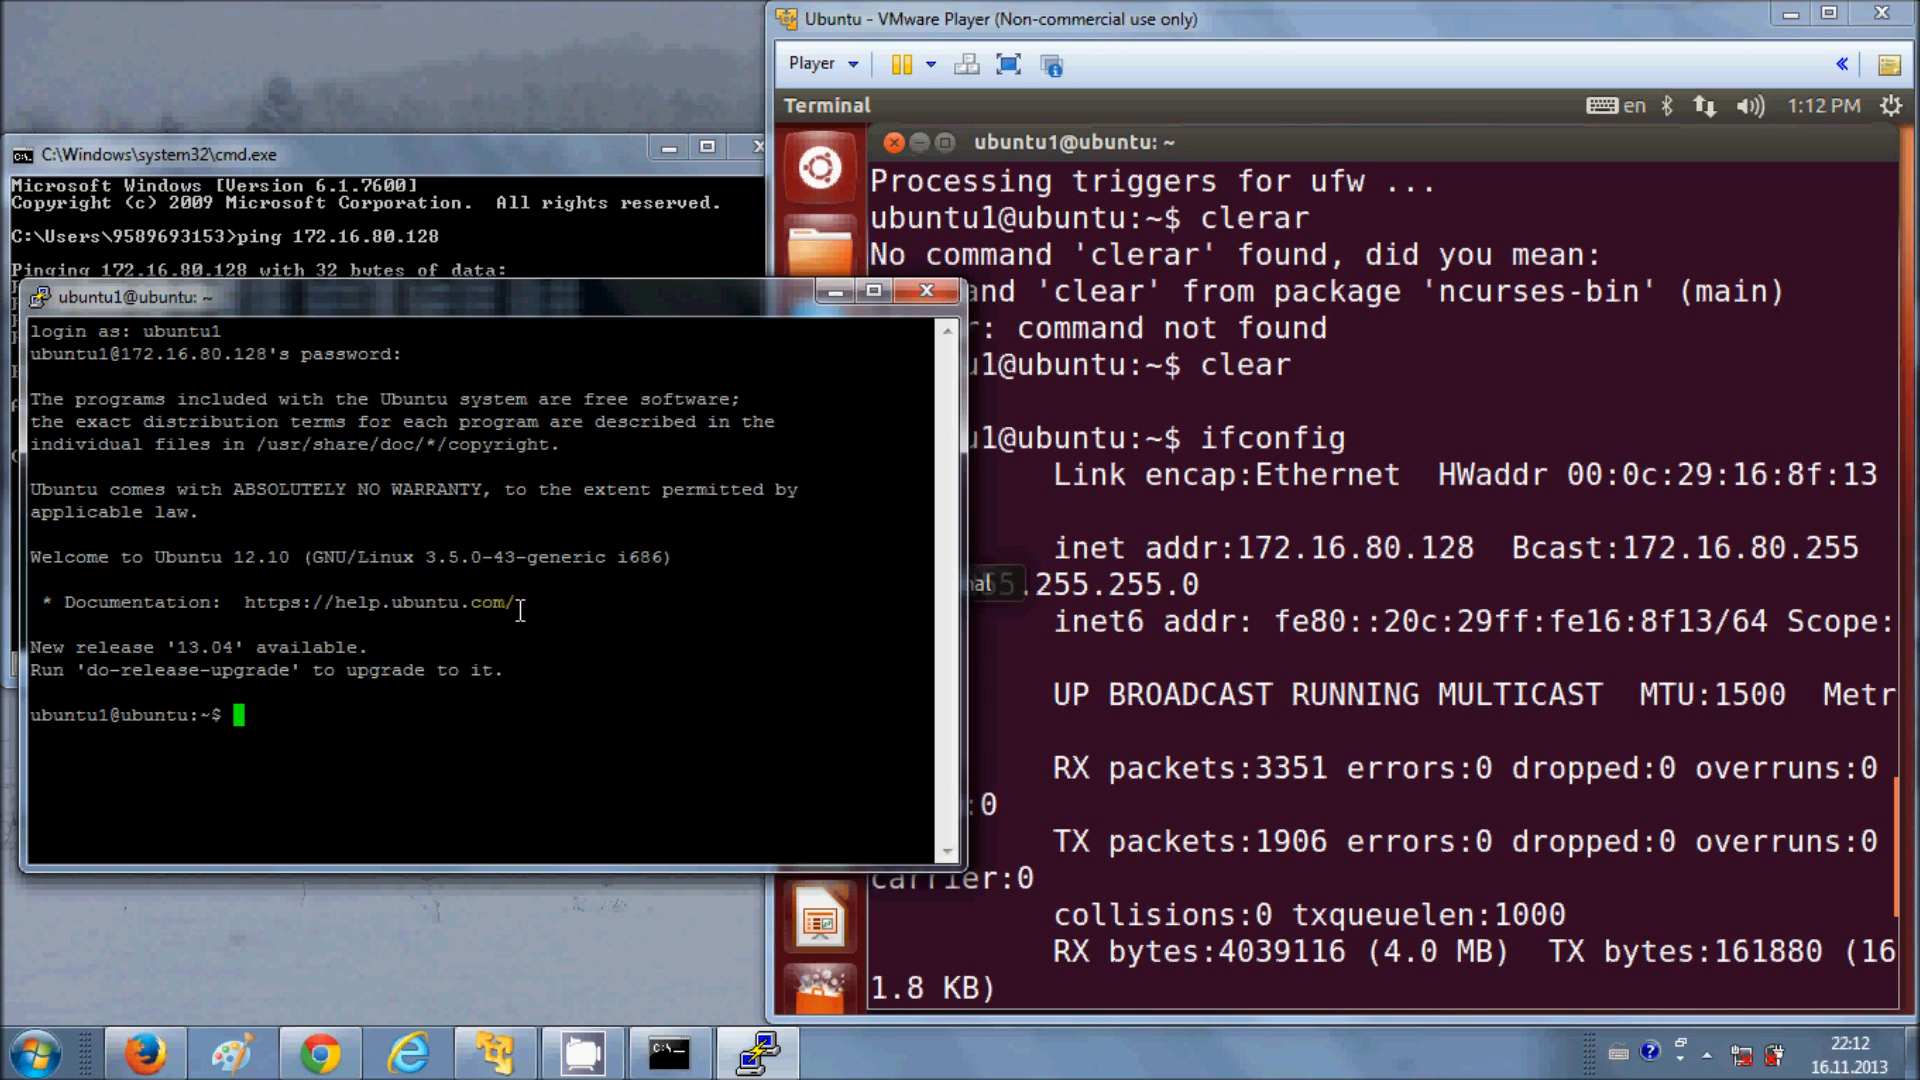 C:\Windows\system32\cmd.exe
Microsoft Windows [Version 6.1.7600]
Copyright (c) 2009 Microsoft Corporation.  All rights reserved.
C:\Users\9589693153>ping 172.16.80.128
Pinging 172.16.80.128 with 32 bytes of data:
ubuntu1@ubuntu: ~
login as: ubuntu1
ubuntu1@172.16.80.128's password:
The programs included with the Ubuntu system are free software;
the exact distribution terms for each program are described in the
individual files in /usr/share/doc/*/copyright.
Ubuntu comes with ABSOLUTELY NO WARRANTY, to the extent permitted by
applicable law.
Welcome to Ubuntu 12.10 (GNU/Linux 3.5.0-43-generic i686)
* Documentation:  https://help.ubuntu.com/
New release '13.04' available.
Run 'do-release-upgrade' to upgrade to it.
ubuntu1@ubuntu:~$
Ubuntu - VMware Player (Non-commercial use only)
Player
Terminal
en
1:12 PM
ubuntu1@ubuntu: ~
Processing triggers for ufw ...
ubuntu1@ubuntu:~$ clerar
No command 'clerar' found, did you mean:
and 'clear' from package 'ncurses-bin' (main)
r: command not found
u1@ubuntu:~$ clear
u1@ubuntu:~$ ifconfig
Link encap:Ethernet  HWaddr 00:0c:29:16:8f:13
inet addr:172.16.80.128  Bcast:172.16.80.255
.255.255.0
inet6 addr: fe80::20c:29ff:fe16:8f13/64 Scope:
UP BROADCAST RUNNING MULTICAST  MTU:1500  Metr
RX packets:3351 errors:0 dropped:0 overruns:0
:0
TX packets:1906 errors:0 dropped:0 overruns:0
carrier:0
collisions:0 txqueuelen:1000
RX bytes:4039116 (4.0 MB)  TX bytes:161880 (16
1.8 KB)
22:12
16.11.2013